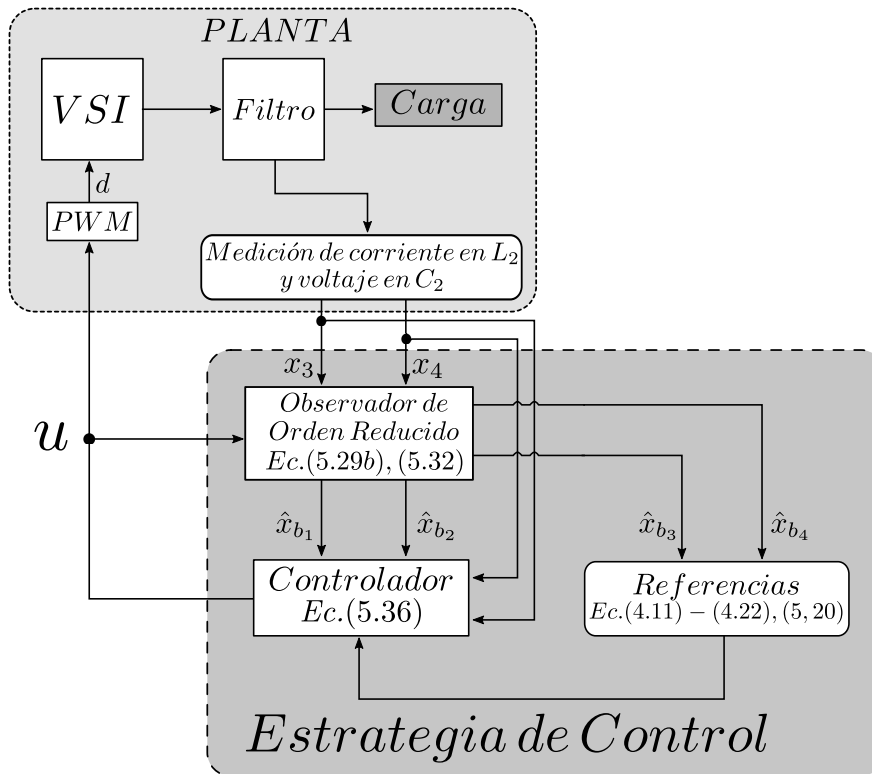 PLANTA
VSI
Filtro
Carga
d
PWM
Medición de corriente en L₂
y voltaje en C₂
x₃
x₄
Observador de
Orden Reducido
Ec.(5.29b), (5.32)
u
x̂b₁
x̂b₂
x̂b₃
x̂b₄
Controlador
Ec.(5.36)
Referencias
Ec.(4.11) − (4.22), (5, 20)
Estrategia de Control